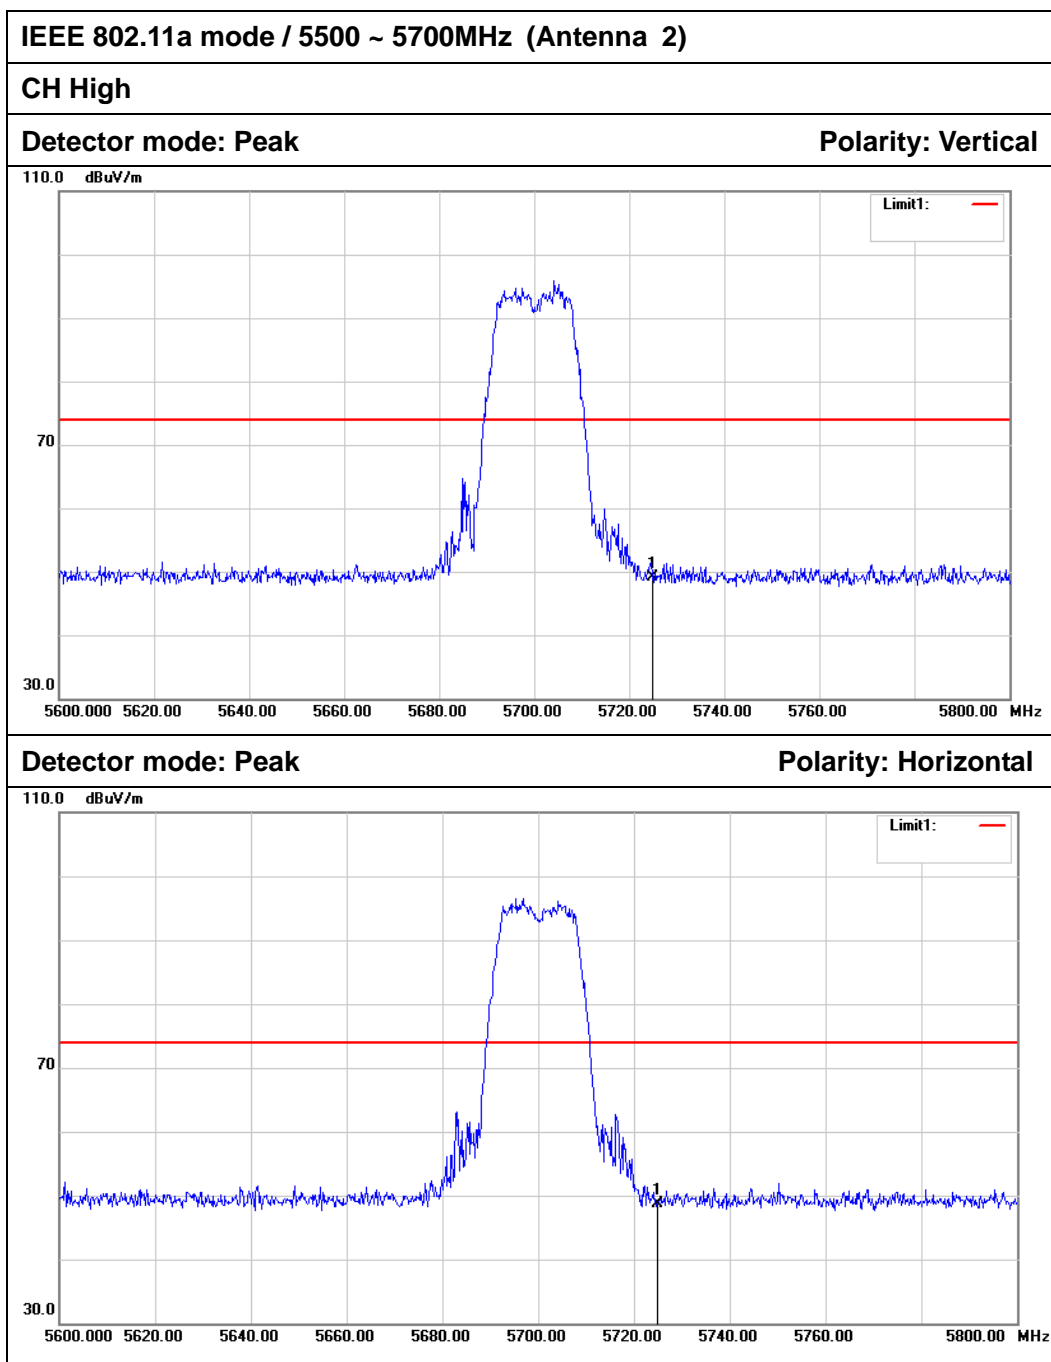 IEEE 802.11a mode / 5500 ~ 5700MHz (Antenna 2)
CH High
Detector mode: Peak Polarity: Vertical
110.0 dBuV/m
Limit1:
70
1
30.0
5600.000 5620.00 5640.00 5660.00 5680.00 5700.00 5720.00 5740.00 5760.00 5800.00 MHz
Detector mode: Peak Polarity: Horizontal
110.0 dBuV/m
Limit1:
70
1
30.0
5600.000 5620.00 5640.00 5660.00 5680.00 5700.00 5720.00 5740.00 5760.00 5800.00 MHz